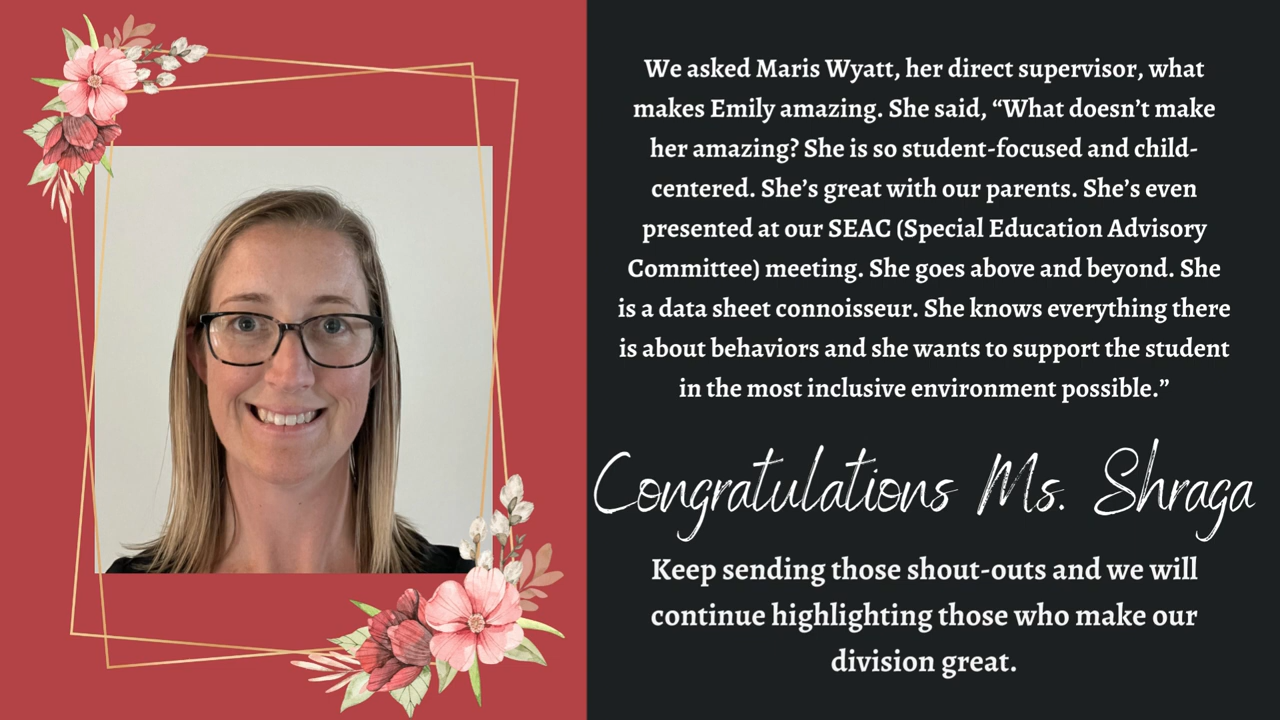 We asked Maris Wyatt, her direct supervisor, what
makes Emily amazing. She said, “What doesn’t make
her amazing? She is so student-focused and child-
centered. She’s great with our parents. She’s even
presented at our SEAC (Special Education Advisory
Committee) meeting. She goes above and beyond. She
is a data sheet connoisseur. She knows everything there
is about behaviors and she wants to support the student
in the most inclusive environment possible.”
Congratulations Ms. Shraga
Keep sending those shout-outs and we will
continue highlighting those who make our
division great.